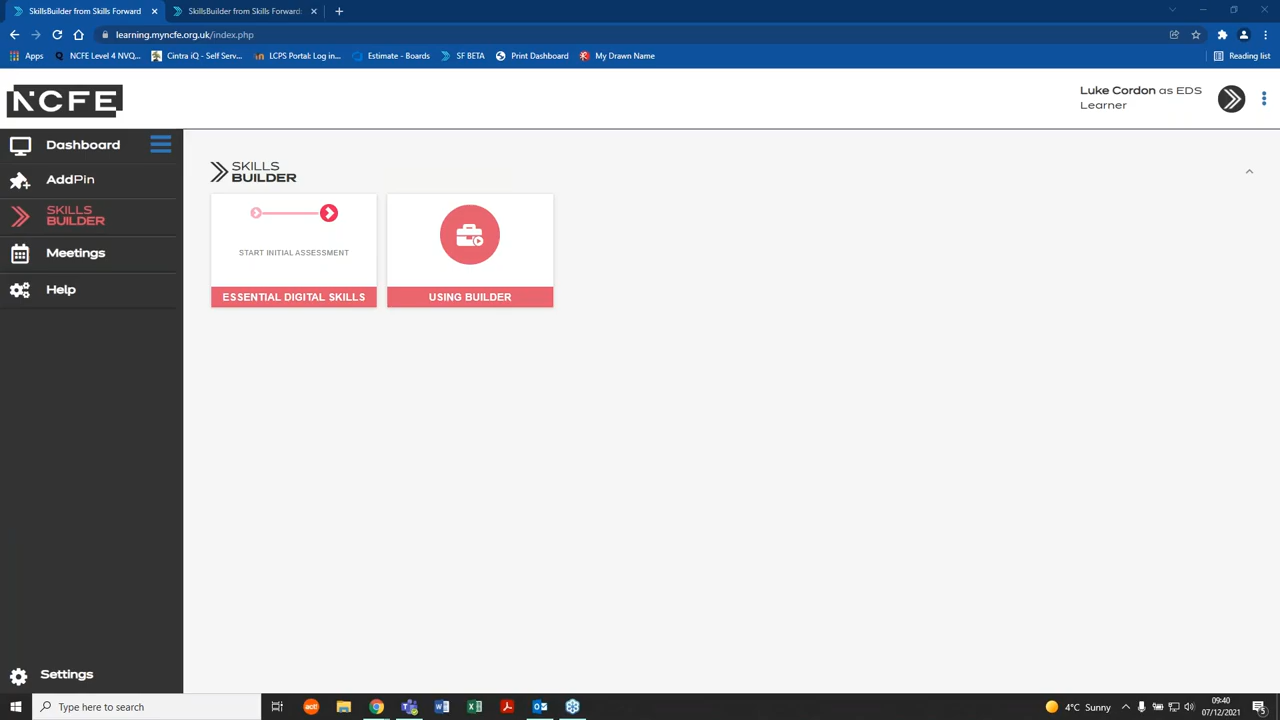 SkillsBuilder from Skills Forward
SkillsBuilder from Skills Forward:
learning.myncfe.org.uk/index.php
Apps
NCFE Level 4 NVQ...
Cintra iQ - Self Serv...
LCPS Portal: Log in...
Estimate - Boards
SF BETA
Print Dashboard
My Drawn Name
Reading list
NCFE
Luke Cordon as EDS
Learner
Dashboard
AddPin
SKILLS
BUILDER
Meetings
Help
Settings
SKILLS
BUILDER
START INITIAL ASSESSMENT
ESSENTIAL DIGITAL SKILLS
USING BUILDER
Type here to search
act!
4°C Sunny
09:40
07/12/2021